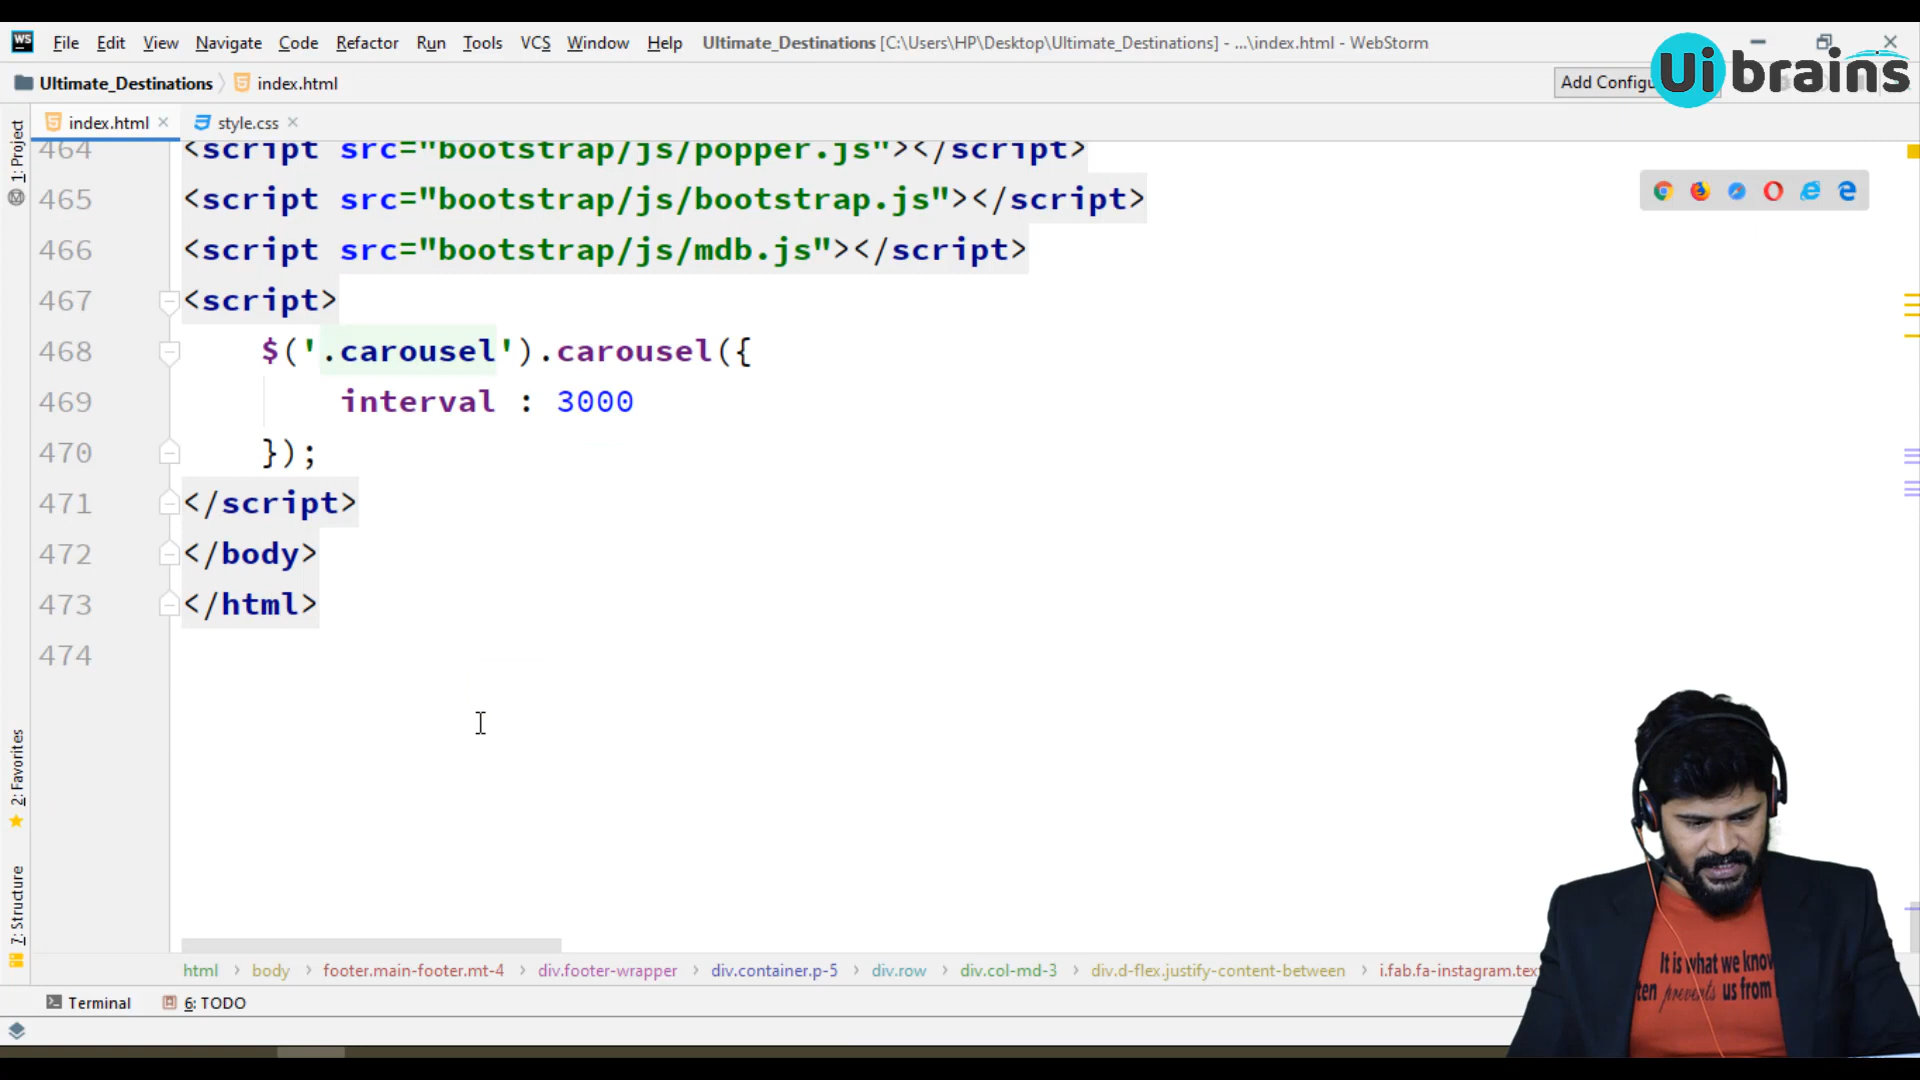 File Edit View Navigate Code Refactor Run Tools VCS Window Help Ultimate_Destinations [C:\Users\HP\Desktop\Ultimate_Destinations] - ...\index.html - WebStorm
Ultimate_Destinations index.html
Add Configu
Ui brains
index.html style.css
1: Project
464 <script src="bootstrap/js/popper.js"></script>
465 <script src="bootstrap/js/bootstrap.js"></script>
466 <script src="bootstrap/js/mdb.js"></script>
467 <script>
468 $('.carousel').carousel({
469 interval : 3000
470 });
471 </script>
472 </body>
473 </html>
474
2: Favorites
7: Structure
html body footer.main-footer.mt-4 div.footer-wrapper div.container.p-5 div.row div.col-md-3 div.d-flex.justify-content-between i.fab.fa-instagram.tex
Terminal 6: TODO
It is what we know
ten prevents us from